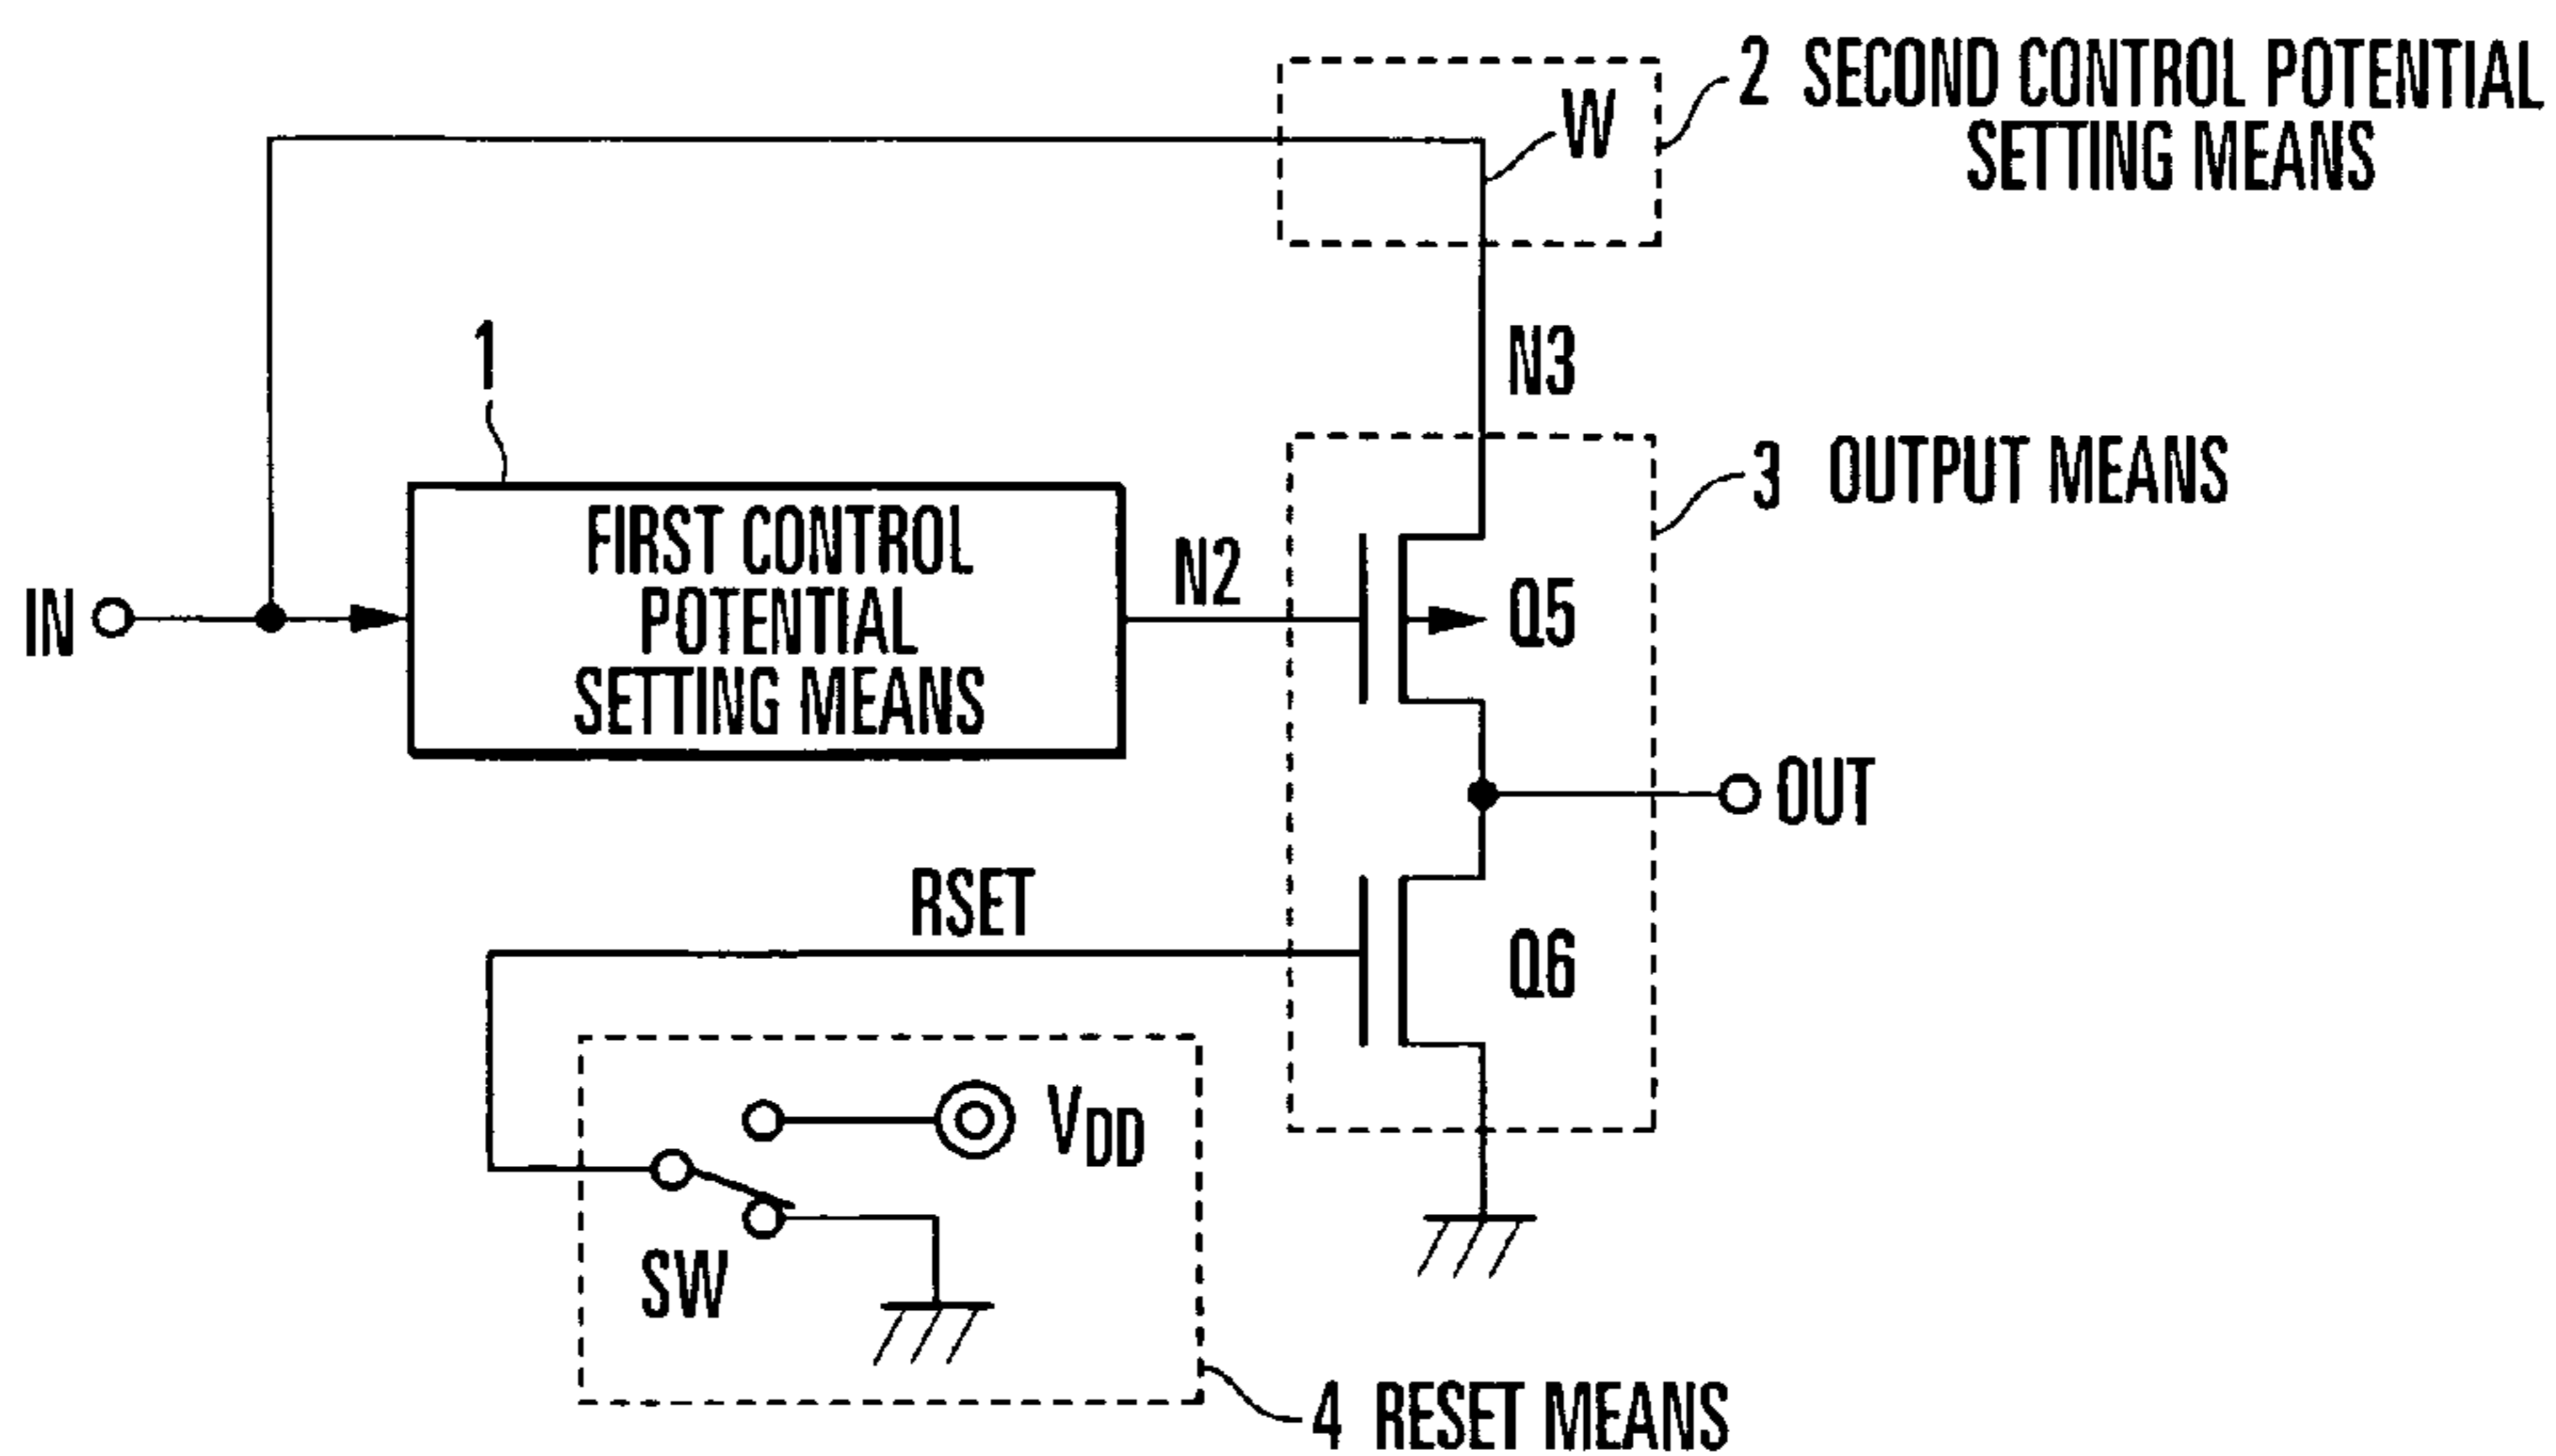 2 SECOND CONTROL POTENTIAL
SETTING MEANS
W
N3
1
FIRST CONTROL
POTENTIAL
SETTING MEANS
N2
3 OUTPUT MEANS
Q5
IN
OUT
RSET
Q6
VDD
SW
4 RESET MEANS